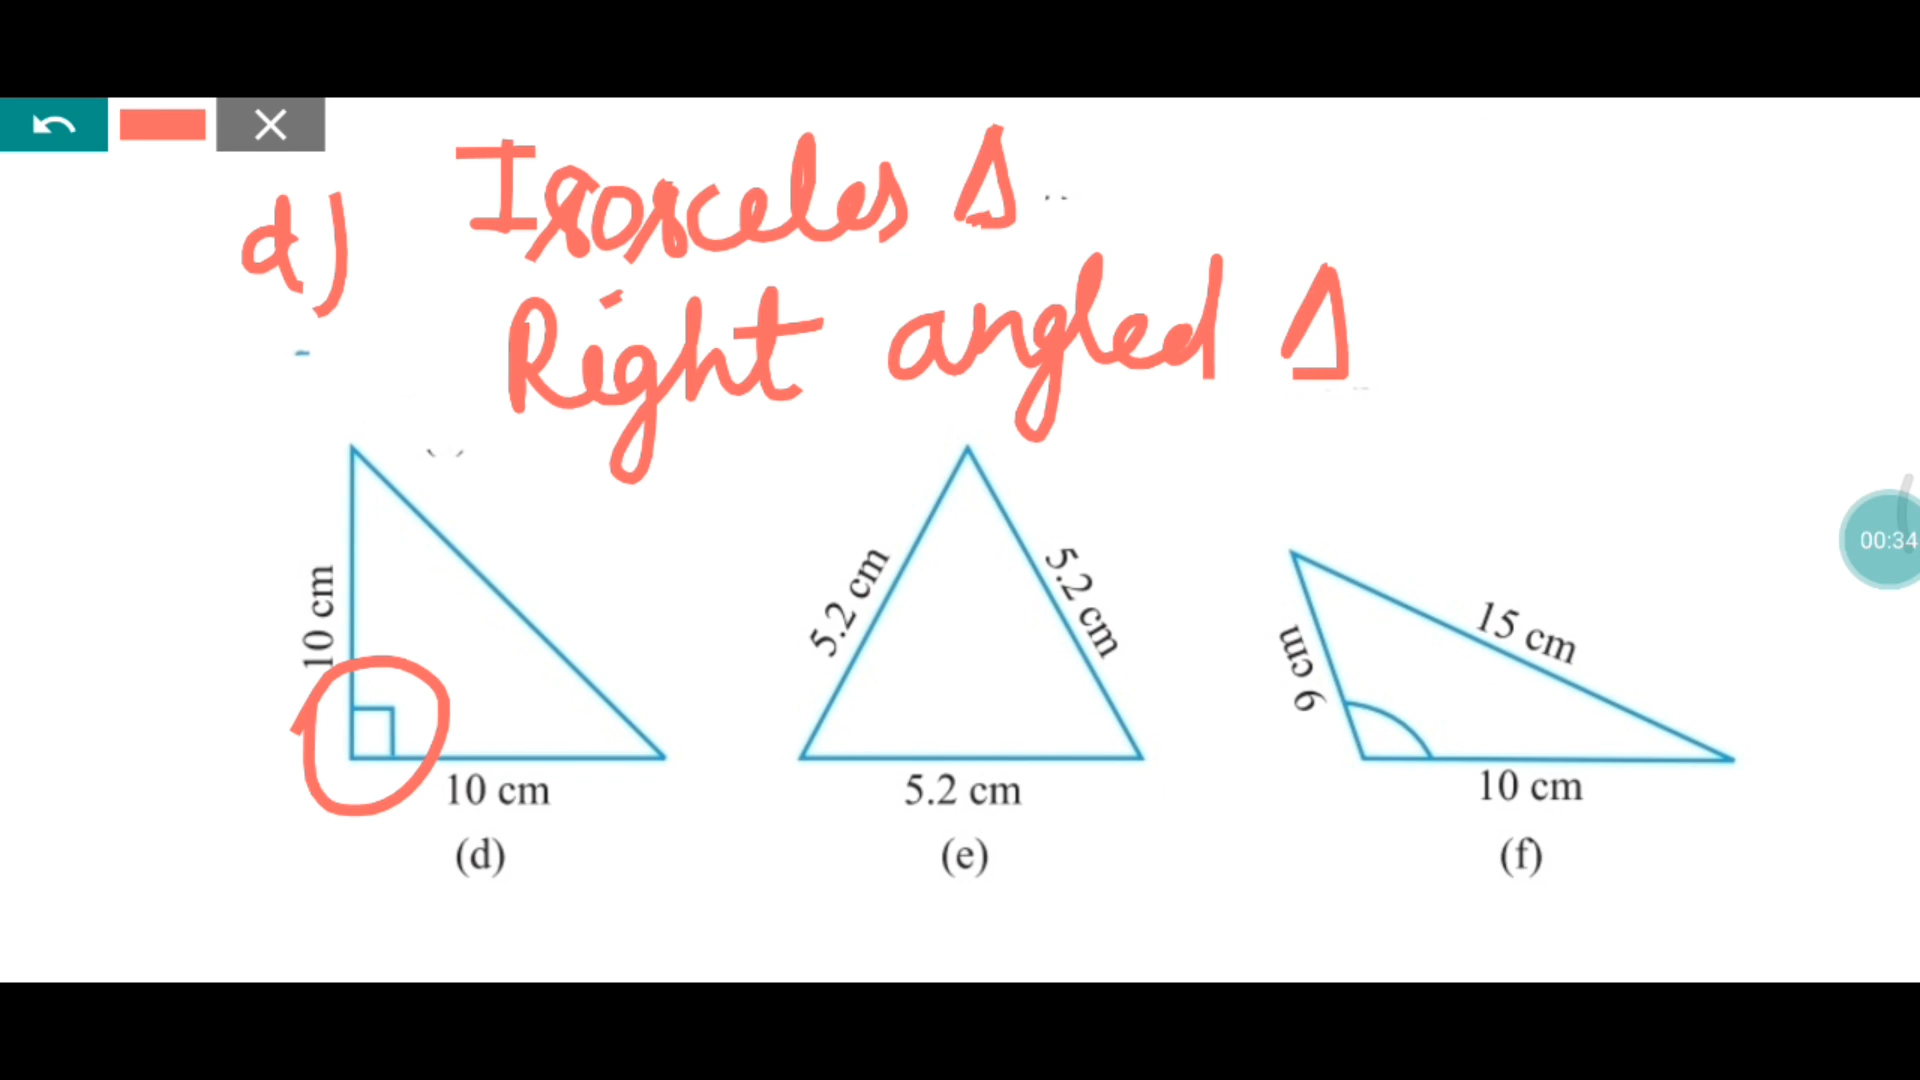 d) Isosceles Δ
Right angled Δ
10 cm
10 cm
(d)
5.2 cm
5.2 cm
5.2 cm
(e)
9 cm
15 cm
10 cm
(f)
00:34